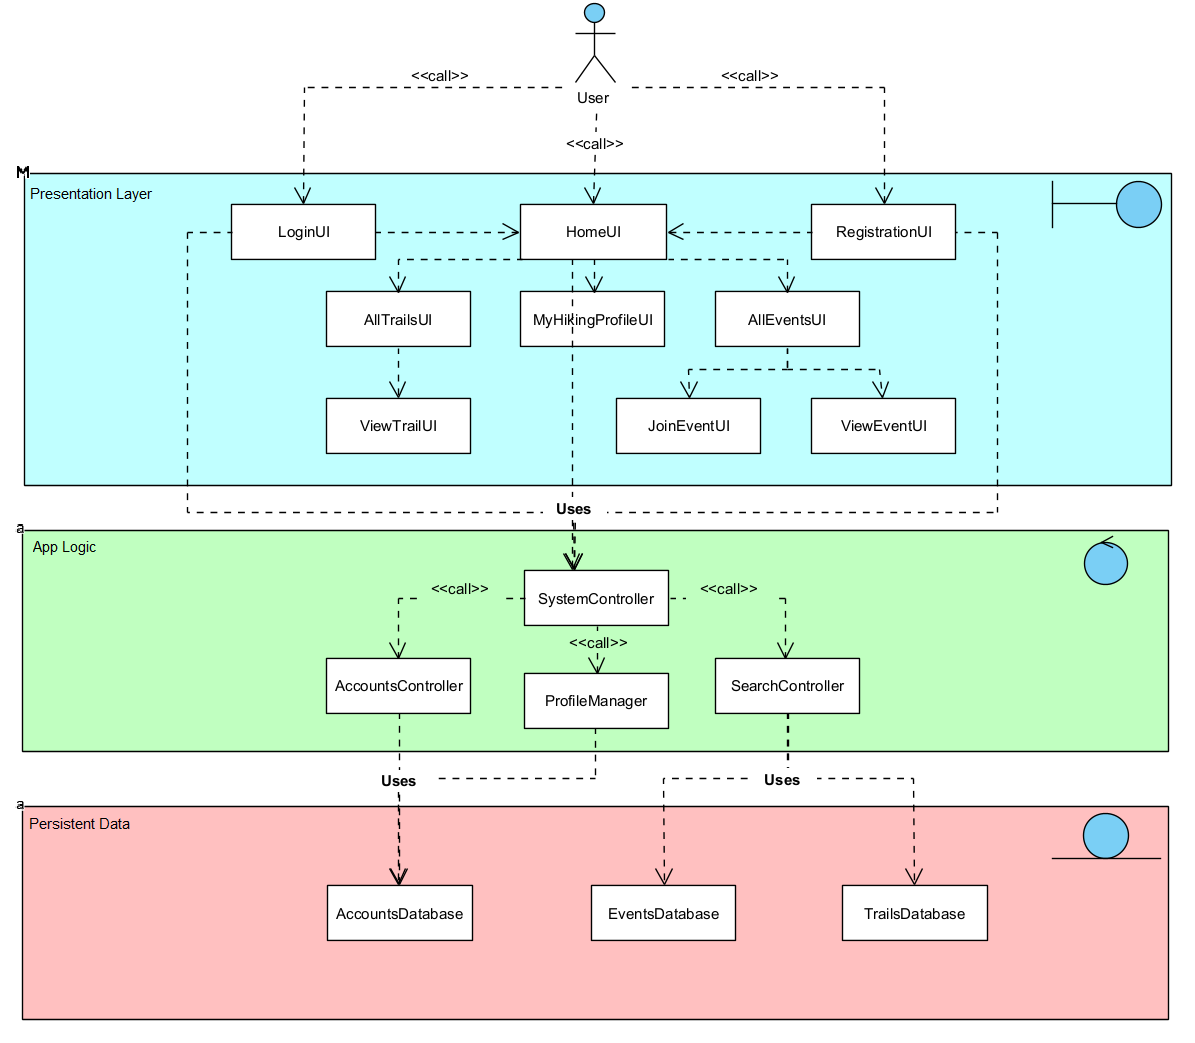 <<call>>
<<call>>
User
<<call>>
M
Presentation Layer
LoginUI
HomeUI
RegistrationUI
AllTrailsUI
MyHikingProfileUI
AllEventsUI
ViewTrailUI
JoinEventUI
ViewEventUI
Uses
a
App Logic
<<call>>
SystemController
<<call>>
<<call>>
AccountsController
ProfileManager
SearchController
Uses
Uses
a
Persistent Data
AccountsDatabase
EventsDatabase
TrailsDatabase